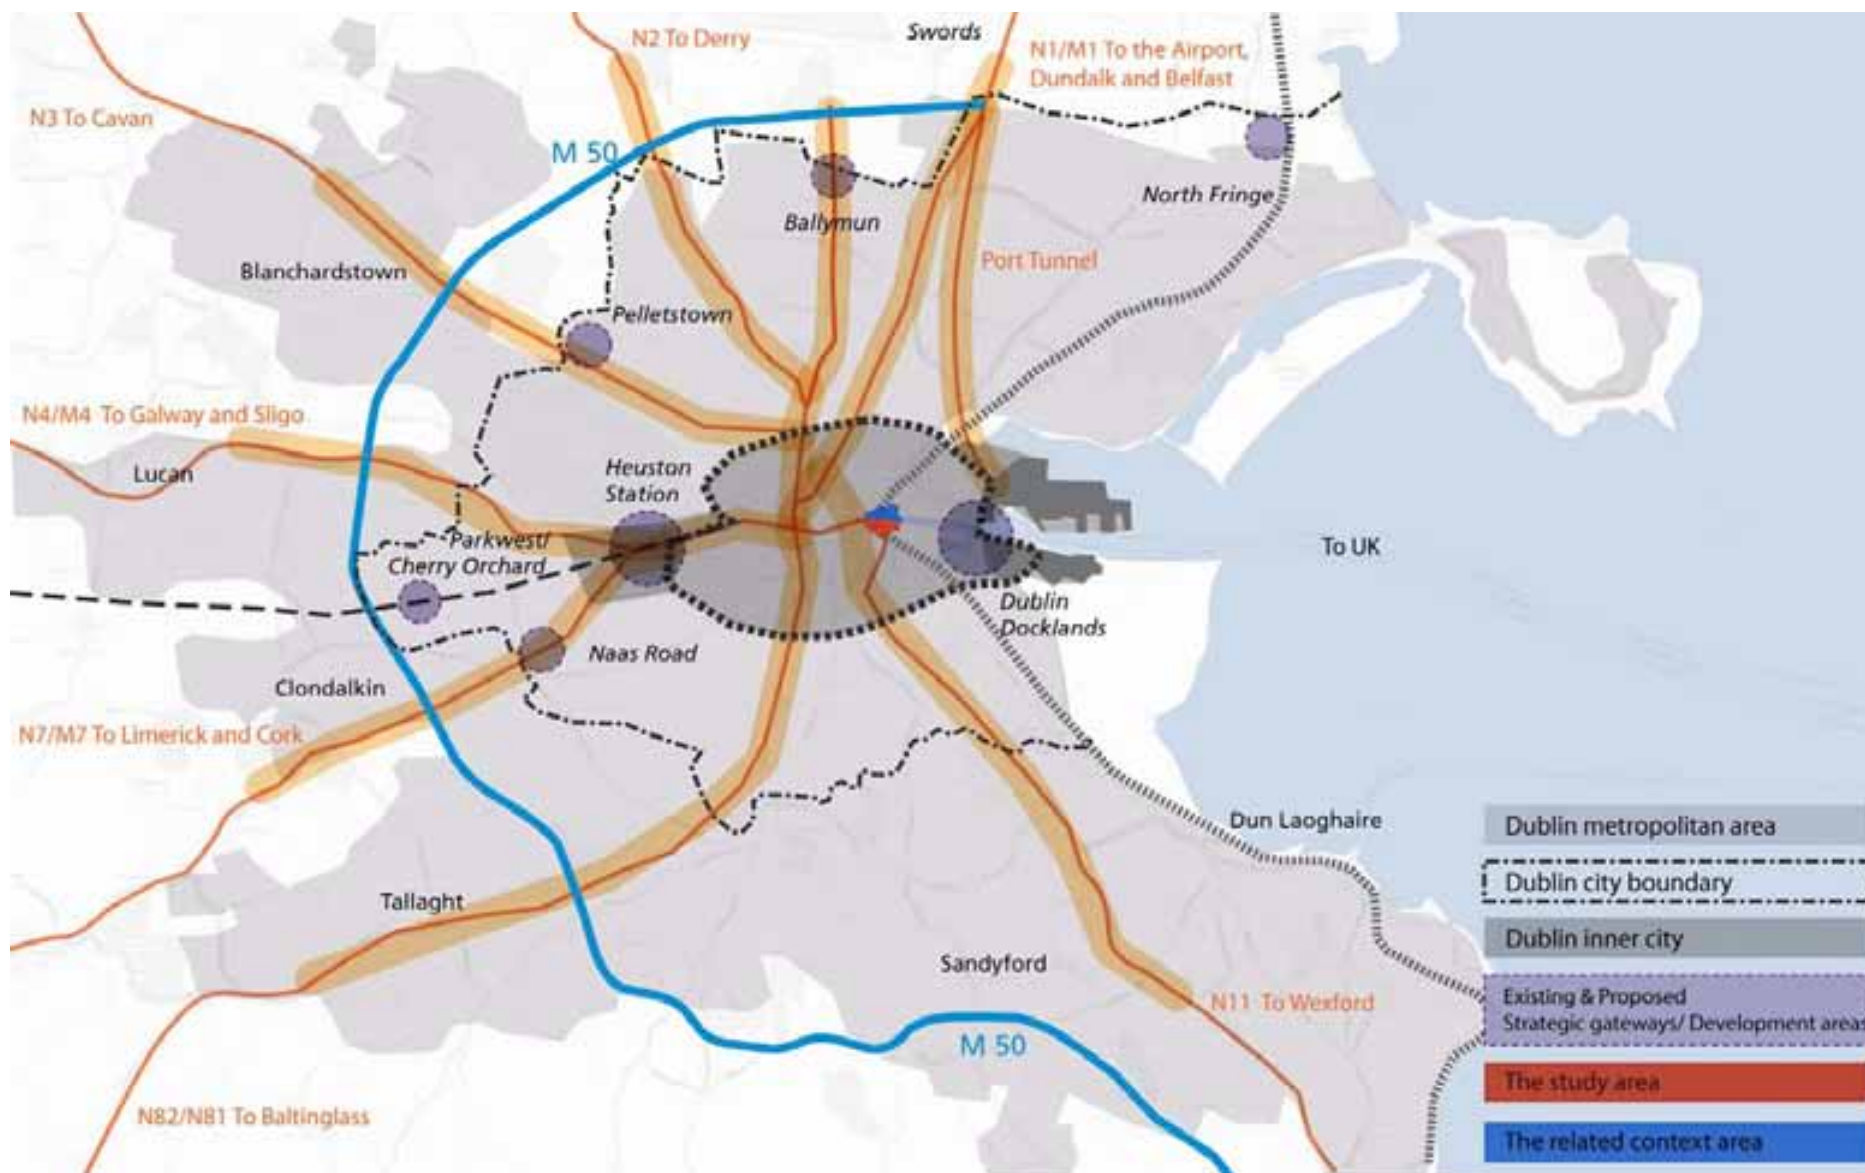 Swords
N2 To Derry
N1/M1 To the Airport,
Dundalk and Belfast
N3 To Cavan
M 50
North Fringe
Ballymun
Port Tunnel
Blanchardstown
Pelletstown
N4/M4 To Galway and Sligo
Lucan
Heuston
Station
Parkwest/
Cherry Orchard
To UK
Dublin
Docklands
Naas Road
Clondalkin
N7/M7 To Limerick and Cork
Dun Laoghaire
Tallaght
Sandyford
N11 To Wexford
M 50
N82/N81 To Baltinglass
Dublin metropolitan area
Dublin city boundary
Dublin inner city
Existing & Proposed
Strategic gateways/ Development areas
The study area
The related context area